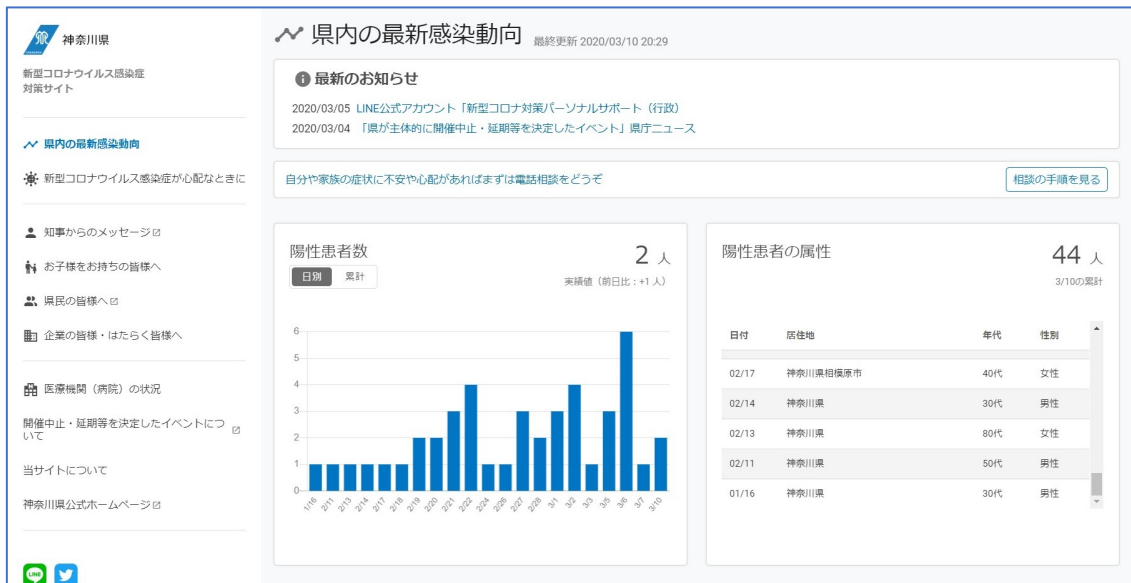 神奈川県
新型コロナウイルス感染症
対策サイト
県内の最新感染動向
新型コロナウイルス感染症が心配なときに
知事からのメッセージ
お子様をお持ちの皆様へ
県民の皆様へ
企業の皆様・はたらく皆様へ
医療機関（病院）の状況
開催中止・延期等を決定したイベントにつ
いて
当サイトについて
神奈川県公式ホームページ
LINE
県内の最新感染動向 最終更新 2020/03/10 20:29
最新のお知らせ
2020/03/05 LINE公式アカウント「新型コロナ対策パーソナルサポート（行政）
2020/03/04 「県が主体的に開催中止・延期等を決定したイベント」県庁ニュース
自分や家族の症状に不安や心配があればまずは電話相談をどうぞ 相談の手順を見る
陽性患者数 2 人
日別 累計 実績値（前日比：+1 人）
6
5
4
3
2
1
0
1/16 2/11 2/13 2/14 2/17 2/18 2/19 2/20 2/21 2/22 2/24 2/26 2/27 2/28 3/1 3/2 3/3 3/5 3/6 3/7 3/10
陽性患者の属性 44 人
3/10の累計
日付 居住地 年代 性別
02/17 神奈川県相模原市 40代 女性
02/14 神奈川県 30代 男性
02/13 神奈川県 80代 女性
02/11 神奈川県 50代 男性
01/16 神奈川県 30代 男性